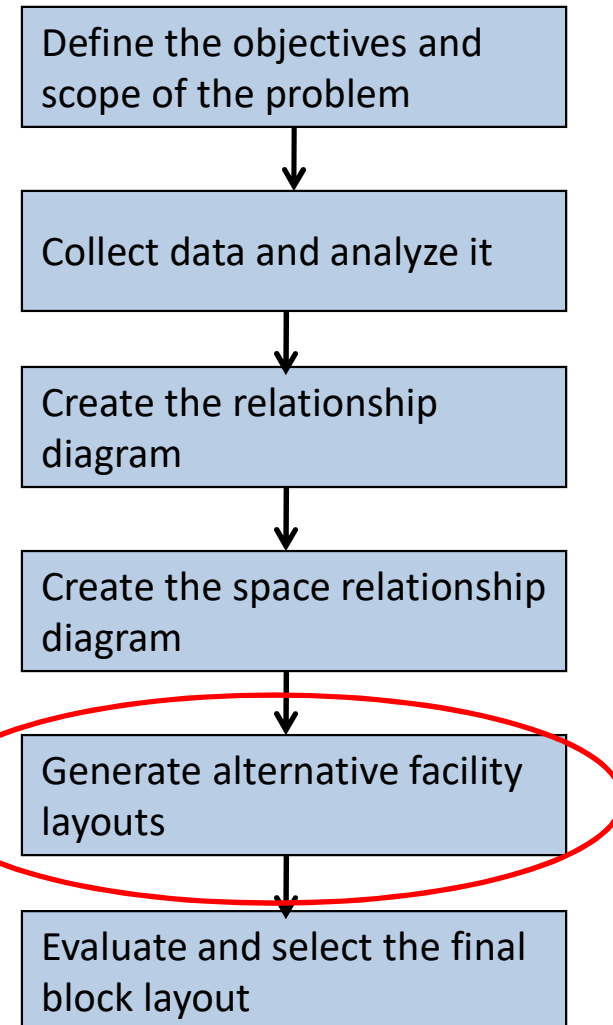 Define the objectives and
scope of the problem
Collect data and analyze it
Create the relationship
diagram
Create the space relationship
diagram
Generate alternative facility
layouts
Evaluate and select the final
block layout